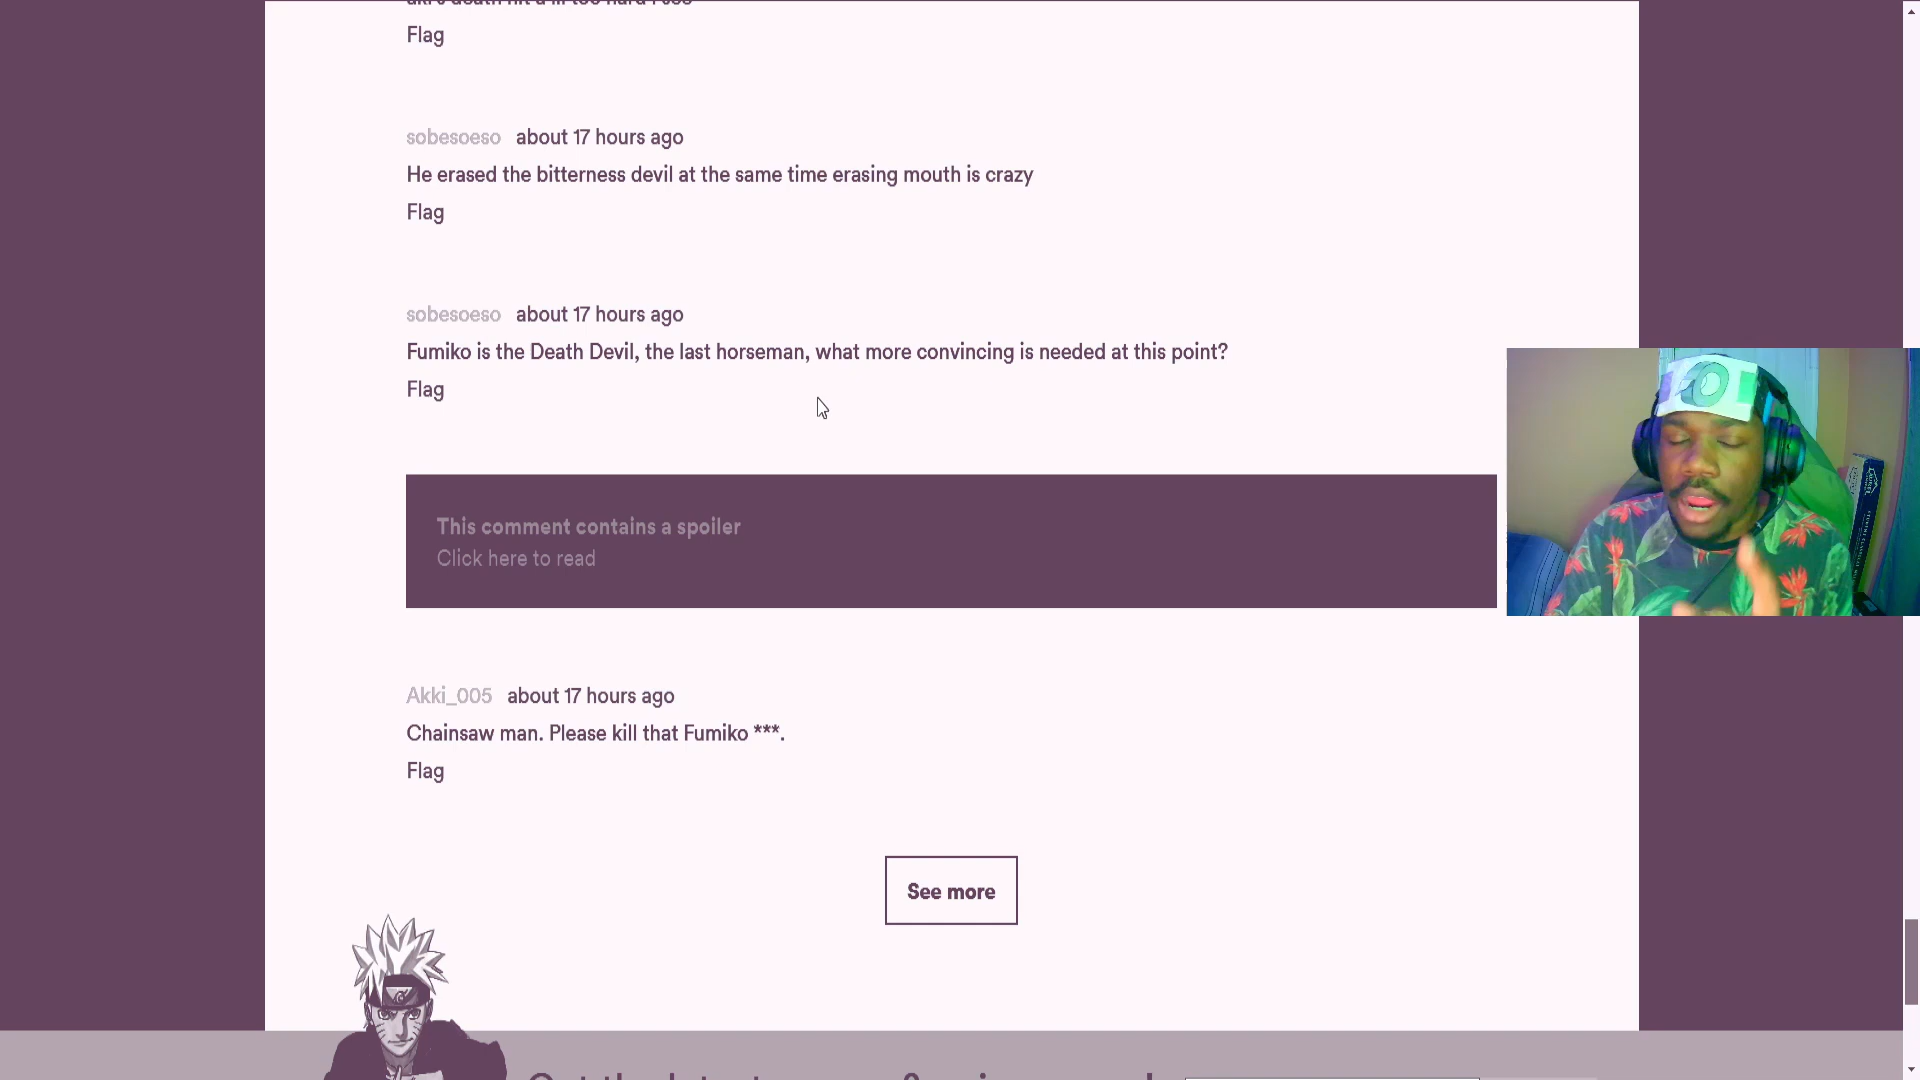 Flag
sobesoeso about 17 hours ago
He erased the bitterness devil at the same time erasing mouth is crazy
Flag
sobesoeso about 17 hours ago
Fumiko is the Death Devil, the last horseman, what more convincing is needed at this point?
Flag
This comment contains a spoiler
Click here to read
Akki_005 about 17 hours ago
Chainsaw man. Please kill that Fumiko ***.
Flag
See more